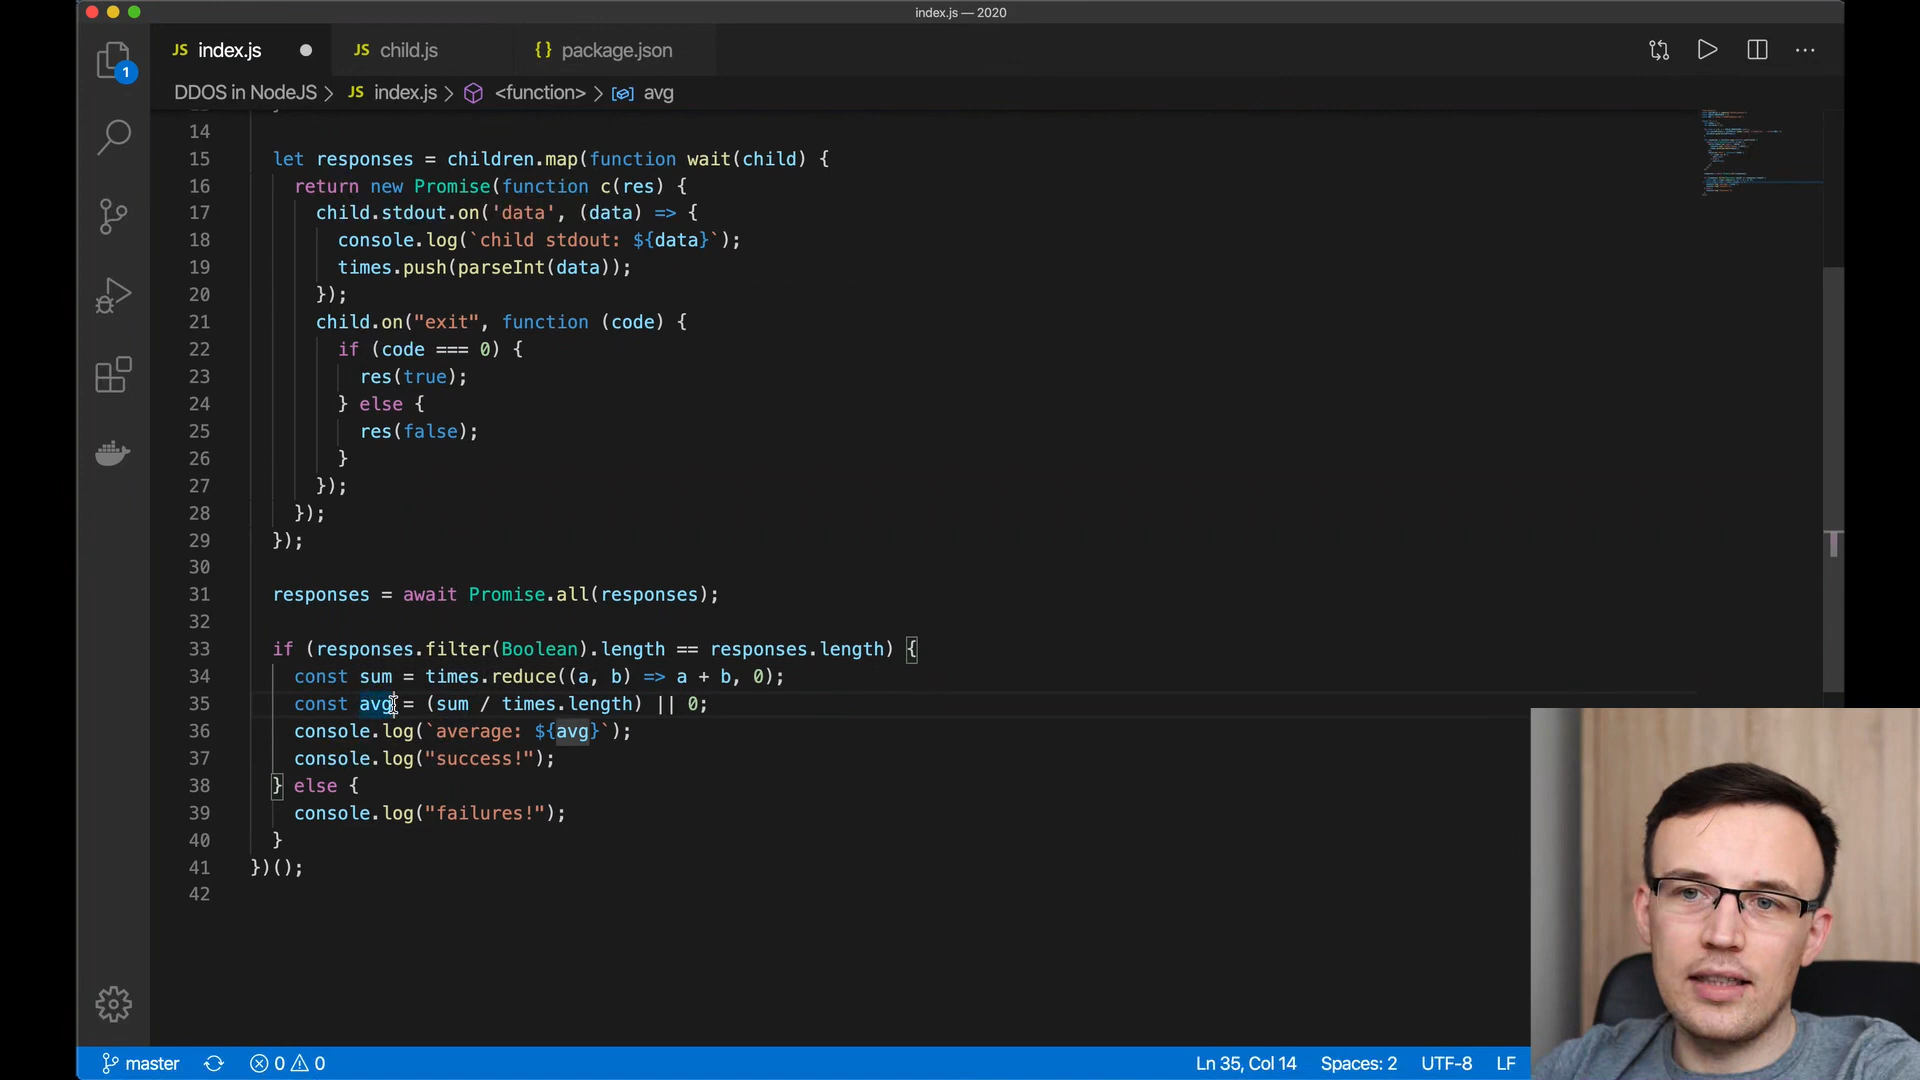 index.js — 2020
JS index.js JS child.js {} package.json
1
DDOS in NodeJS > JS index.js > <function> > avg
14
15 let responses = children.map(function wait(child) {
16 return new Promise(function c(res) {
17 child.stdout.on('data', (data) => {
18 console.log(`child stdout: ${data}`);
19 times.push(parseInt(data));
20 });
21 child.on("exit", function (code) {
22 if (code === 0) {
23 res(true);
24 } else {
25 res(false);
26 }
27 });
28 });
29 });
30
31 responses = await Promise.all(responses);
32
33 if (responses.filter(Boolean).length == responses.length) {
34 const sum = times.reduce((a, b) => a + b, 0);
35 const avg = (sum / times.length) || 0;
36 console.log(`average: ${avg}`);
37 console.log("success!");
38 } else {
39 console.log("failures!");
40 }
41 })();
42
master 0 0 Ln 35, Col 14 Spaces: 2 UTF-8 LF